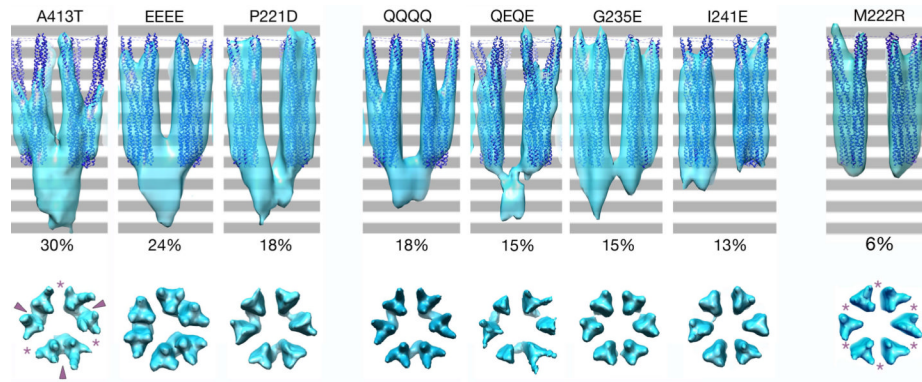 A413T EEEE P221D QQQQ QEQE G235E I241E M222R
30% 24% 18% 18% 15% 15% 13% 6%
* * * * * * * * *